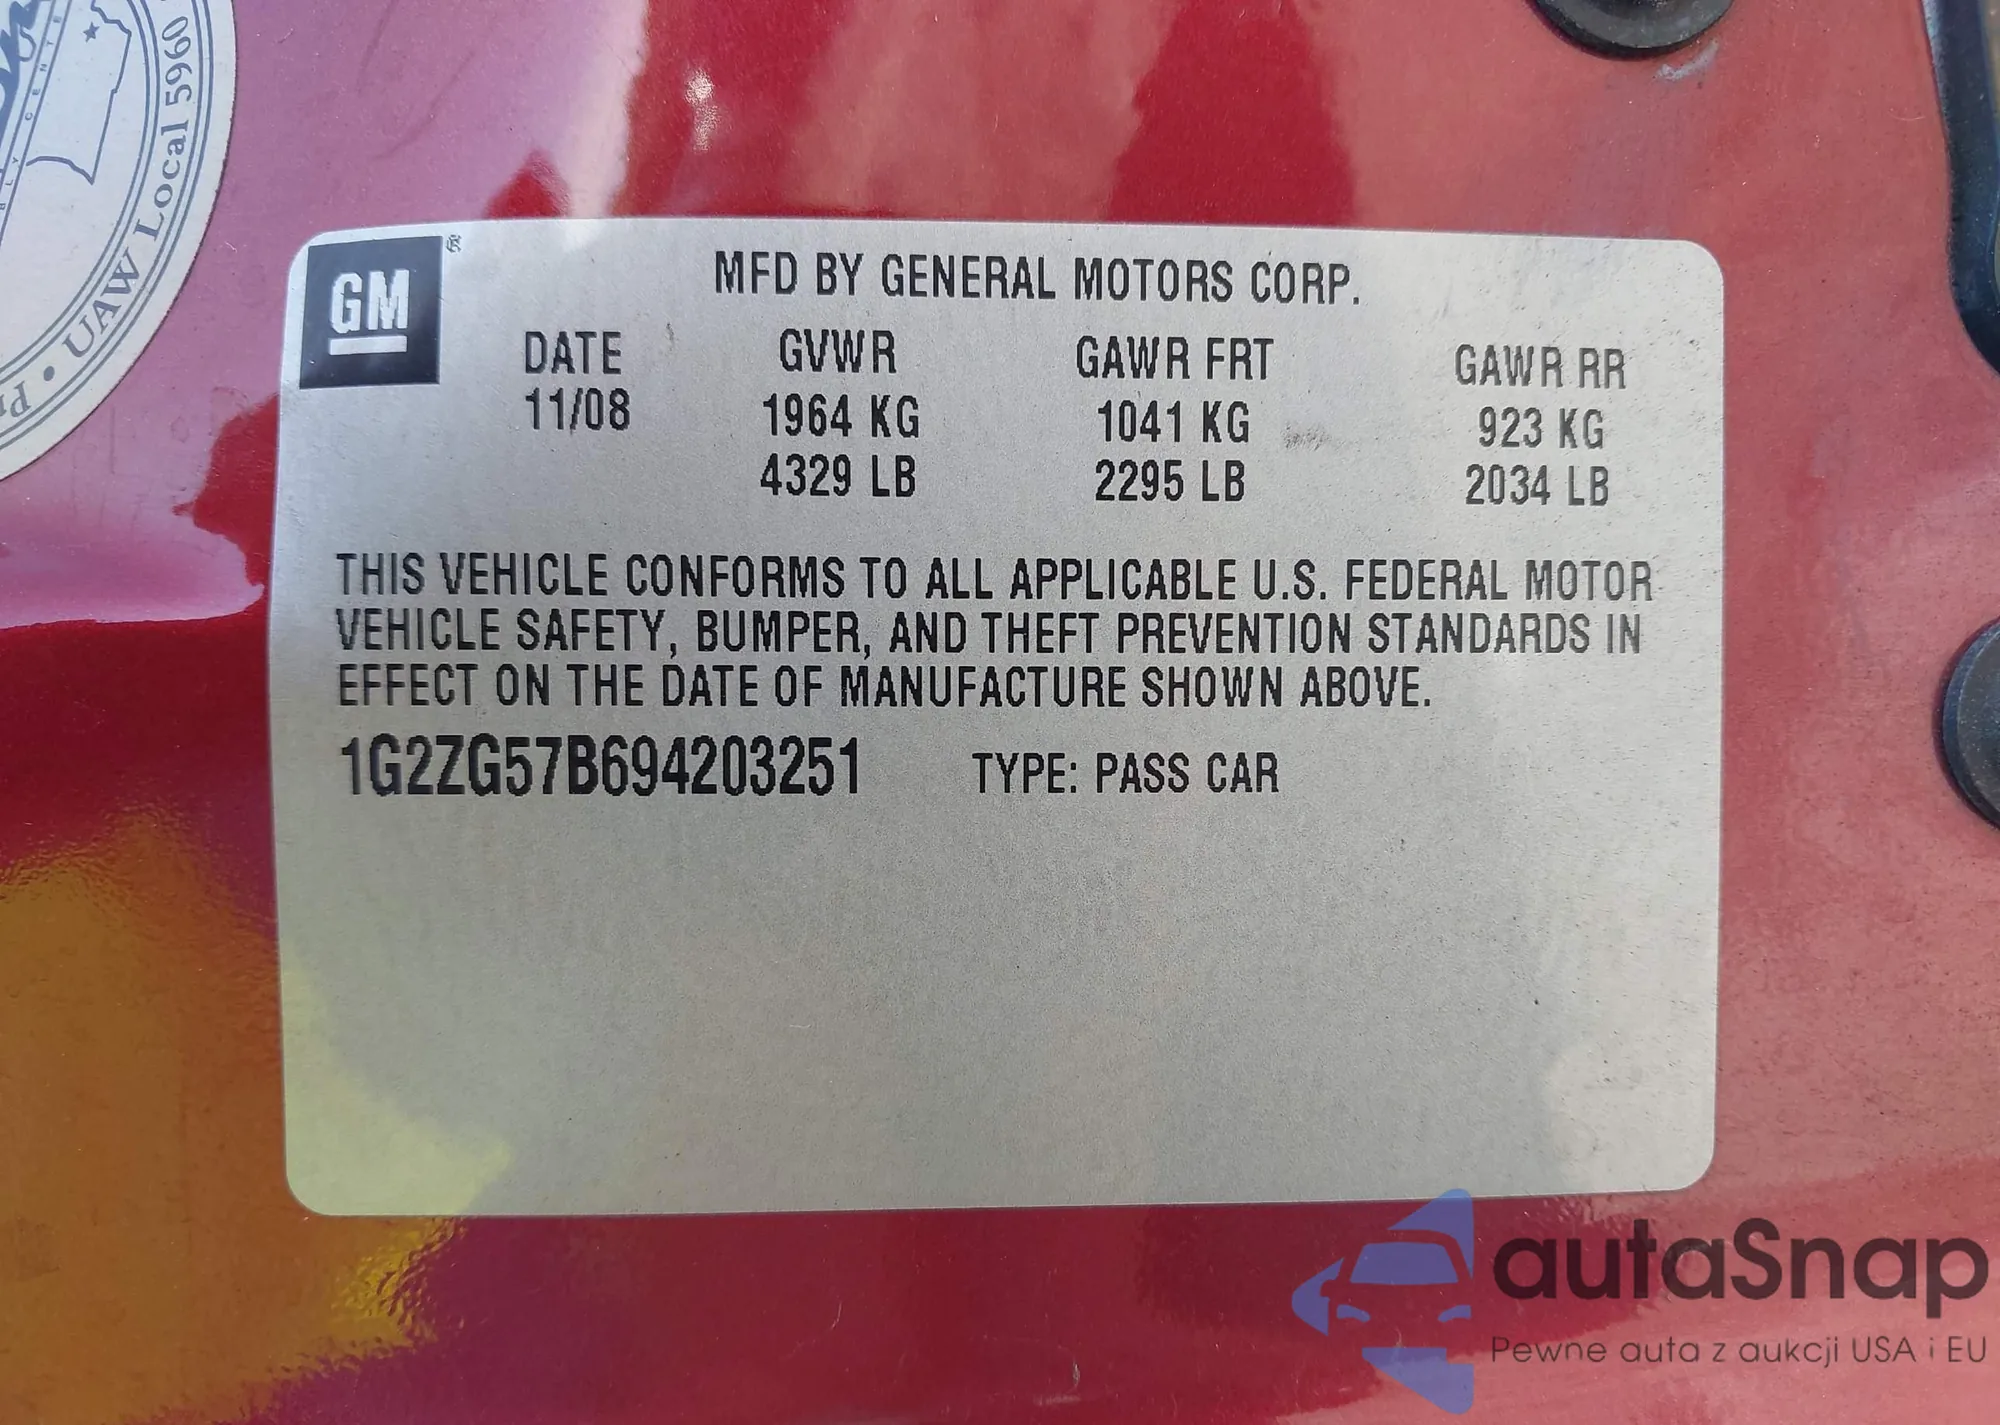 UAW Local 5960
GM
®
MFD BY GENERAL MOTORS CORP.
DATE GVWR GAWR FRT GAWR RR
11/08 1964 KG 1041 KG 923 KG
4329 LB 2295 LB 2034 LB
THIS VEHICLE CONFORMS TO ALL APPLICABLE U.S. FEDERAL MOTOR
VEHICLE SAFETY, BUMPER, AND THEFT PREVENTION STANDARDS IN
EFFECT ON THE DATE OF MANUFACTURE SHOWN ABOVE.
1G2ZG57B694203251 TYPE: PASS CAR
autaSnap
Pewne auta z aukcji USA i EU